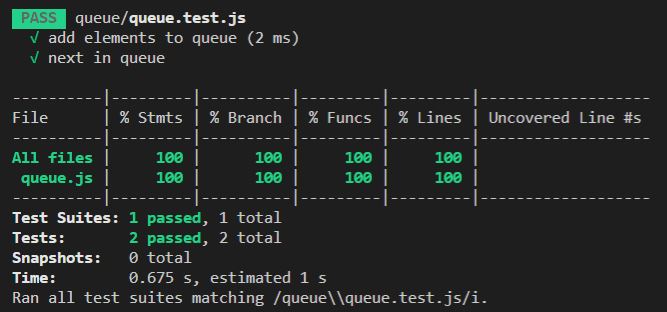 PASS queue/queue.test.js
√ add elements to queue (2 ms)
√ next in queue
----------|---------|----------|---------|---------|-------------------
File      | % Stmts | % Branch | % Funcs | % Lines | Uncovered Line #s
----------|---------|----------|---------|---------|-------------------
All files |     100 |      100 |     100 |     100 |
 queue.js |     100 |      100 |     100 |     100 |
----------|---------|----------|---------|---------|-------------------
Test Suites: 1 passed, 1 total
Tests:       2 passed, 2 total
Snapshots:   0 total
Time:        0.675 s, estimated 1 s
Ran all test suites matching /queue\\queue.test.js/i.